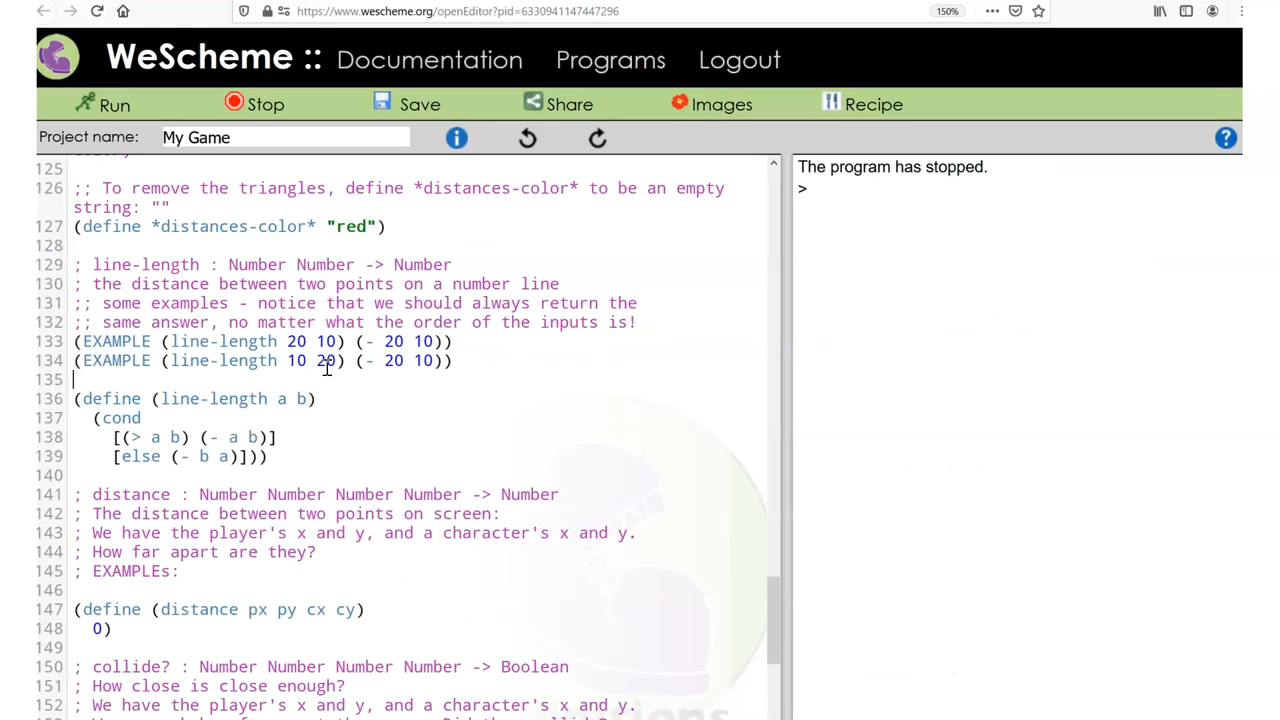 https://www.wescheme.org/openEditor?pid=6330941147447296
150%
WeScheme :: Documentation Programs Logout
Run Stop Save Share Images Recipe
Project name: My Game
125
126 ;; To remove the triangles, define *distances-color* to be an empty
string: ""
127 (define *distances-color* "red")
128
129 ; line-length : Number Number -> Number
130 ; the distance between two points on a number line
131 ;; some examples - notice that we should always return the
132 ;; same answer, no matter what the order of the inputs is!
133 (EXAMPLE (line-length 20 10) (- 20 10))
134 (EXAMPLE (line-length 10 20) (- 20 10))
135
136 (define (line-length a b)
137 (cond
138 [(> a b) (- a b)]
139 [else (- b a)]))
140
141 ; distance : Number Number Number Number -> Number
142 ; The distance between two points on screen:
143 ; We have the player's x and y, and a character's x and y.
144 ; How far apart are they?
145 ; EXAMPLEs:
146
147 (define (distance px py cx cy)
148 0)
149
150 ; collide? : Number Number Number Number -> Boolean
151 ; How close is close enough?
152 ; We have the player's x and y, and a character's x and y.
The program has stopped.
>